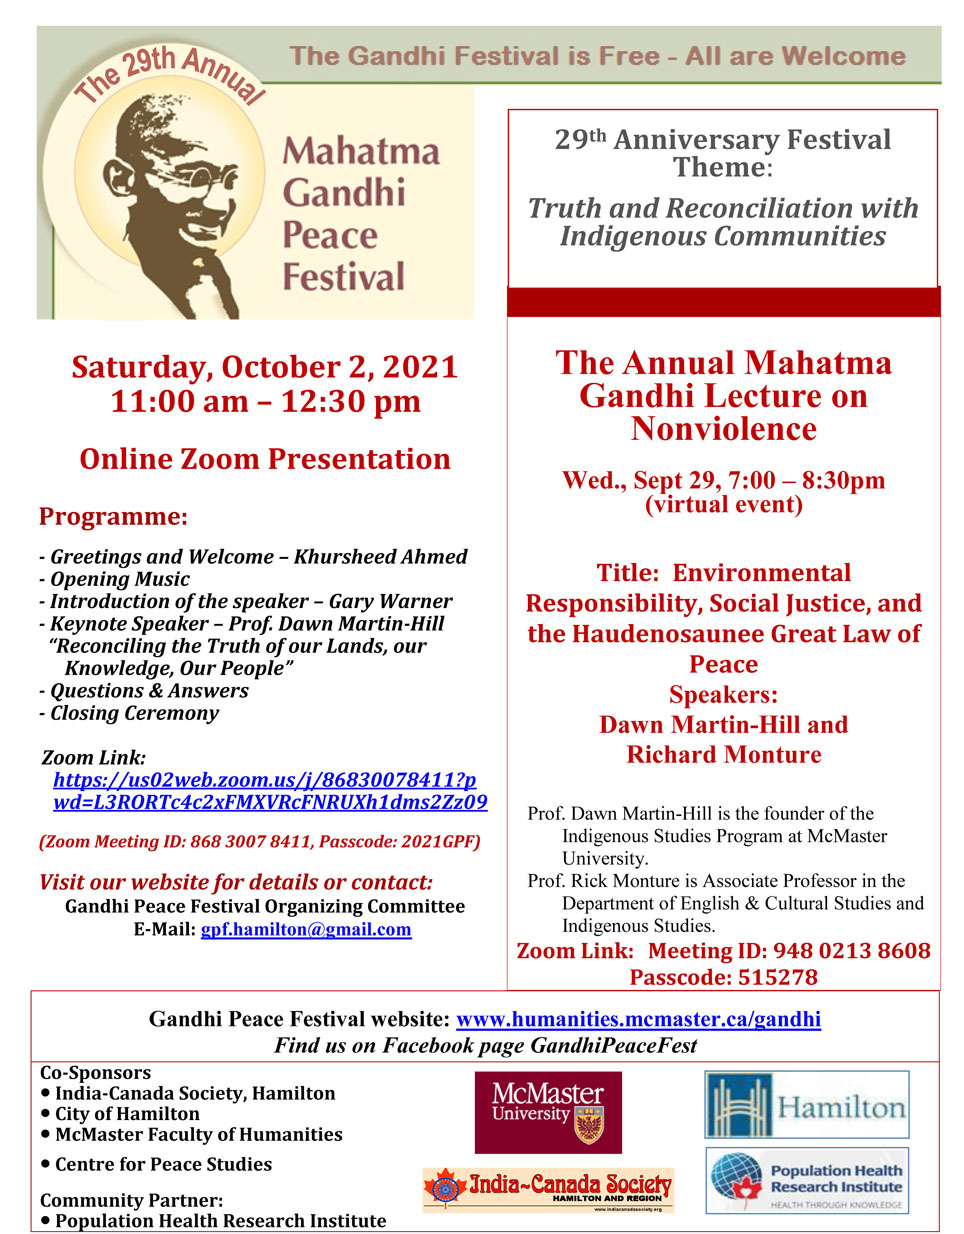 The Gandhi Festival is Free - All are Welcome
The 29th Annual
Mahatma
Gandhi
Peace
Festival
29th Anniversary Festival
Theme:
Truth and Reconciliation with
Indigenous Communities
Saturday, October 2, 2021
11:00 am – 12:30 pm
Online Zoom Presentation
Programme:
- Greetings and Welcome – Khursheed Ahmed
- Opening Music
- Introduction of the speaker – Gary Warner
- Keynote Speaker – Prof. Dawn Martin-Hill
“Reconciling the Truth of our Lands, our
Knowledge, Our People”
- Questions & Answers
- Closing Ceremony
Zoom Link:
https://us02web.zoom.us/j/86830078411?p
wd=L3RORTc4c2xFMXVRcFNRUXh1dms2Zz09
(Zoom Meeting ID: 868 3007 8411, Passcode: 2021GPF)
Visit our website for details or contact:
Gandhi Peace Festival Organizing Committee
E-Mail: gpf.hamilton@gmail.com
The Annual Mahatma
Gandhi Lecture on
Nonviolence
Wed., Sept 29, 7:00 – 8:30pm
(virtual event)
Title: Environmental
Responsibility, Social Justice, and
the Haudenosaunee Great Law of
Peace
Speakers:
Dawn Martin-Hill and
Richard Monture
Prof. Dawn Martin-Hill is the founder of the
Indigenous Studies Program at McMaster
University.
Prof. Rick Monture is Associate Professor in the
Department of English & Cultural Studies and
Indigenous Studies.
Zoom Link: Meeting ID: 948 0213 8608
Passcode: 515278
Gandhi Peace Festival website: www.humanities.mcmaster.ca/gandhi
Find us on Facebook page GandhiPeaceFest
Co-Sponsors
• India-Canada Society, Hamilton
• City of Hamilton
• McMaster Faculty of Humanities
• Centre for Peace Studies
Community Partner:
• Population Health Research Institute
McMaster
University
Hamilton
India~Canada Society
HAMILTON AND REGION
www.indiacanadasociety.org
Population Health
Research Institute
HEALTH THROUGH KNOWLEDGE